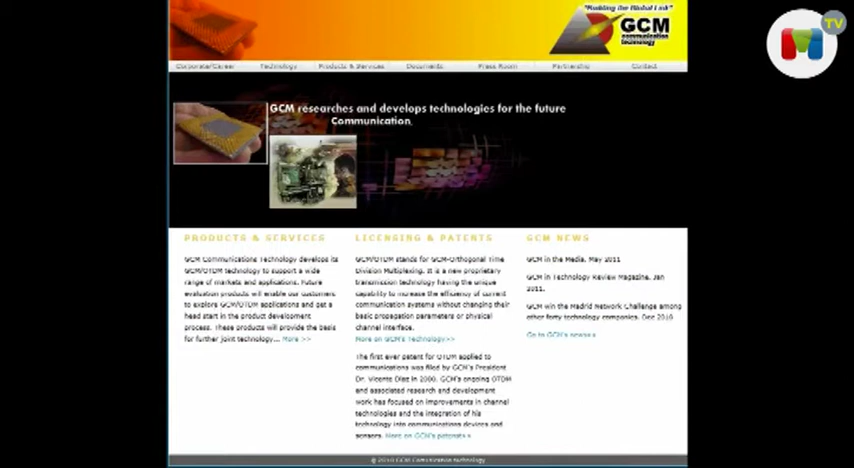 "Building the Global Link"
GCM
communication
technology
TV
Corporate/Career Technology Products & Services Documents Press Room Partnership Contact
GCM researches and develops technologies for the future
Communication.
PRODUCTS & SERVICES
GCM Communications Technology develops its
GCM/OTDM technology to support a wide
range of markets and applications. Future
evaluation products will enable our customers
to explore GCM/OTDM applications and get a
head start in the product development
process. These products will provide the basis
for further joint technology... More >>
LICENSING & PATENTS
GCM/OTDM stands for GCM-Orthogonal Time
Division Multiplexing. It is a new proprietary
transmission technology having the unique
capability to increase the efficiency of current
communication systems without changing their
basic propagation parameters or physical
channel interface.
More on GCM's Technology>>
The first ever patent for OTDM applied to
communications was filed by GCM's President
Dr. Vicente Diaz in 2000. GCM's ongoing OTDM
and associated research and development
work has focused on improvements in channel
technologies and the integration of his
technology into communications devices and
sensors. More on GCM's patents>>
GCM NEWS
GCM in the Media. May 2011
GCM in Technology Review Magazine. Jan
2011.
GCM win the Madrid Network Challenge among
other forty technology companies. Dec 2010
Go to GCM's news>>
© 2010 GCM Comunication technology